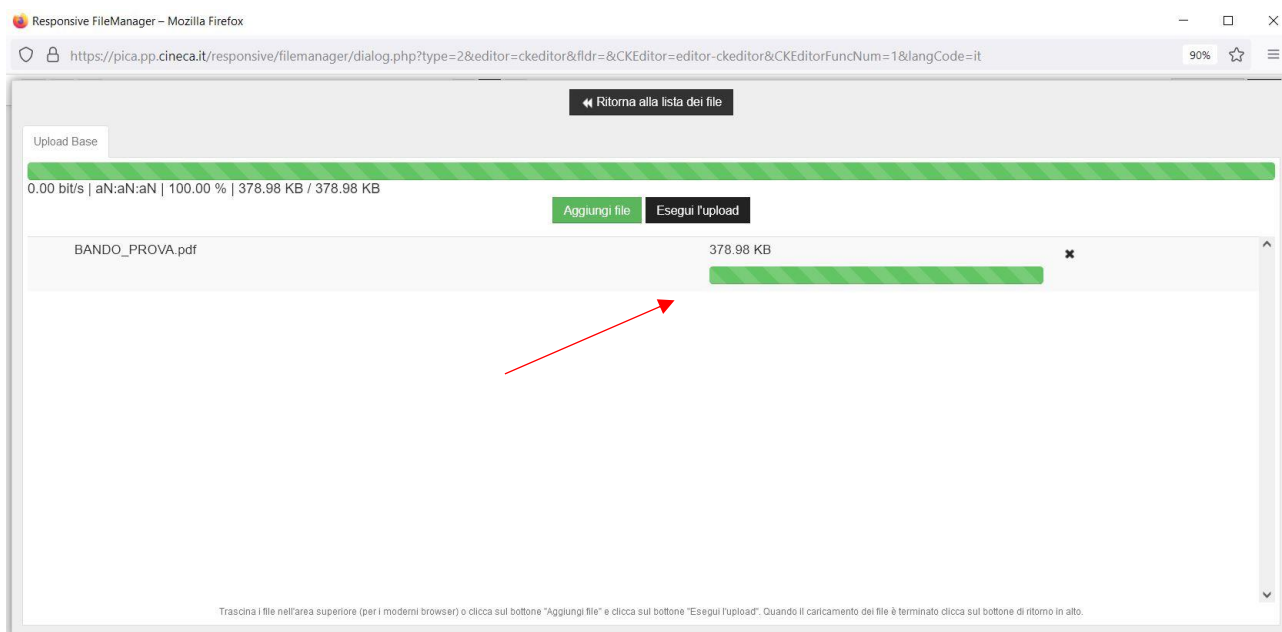 Responsive FileManager – Mozilla Firefox
https://pica.pp.cineca.it/responsive/filemanager/dialog.php?type=2&editor=ckeditor&fldr=&CKEditor=editor-ckeditor&CKEditorFuncNum=1&langCode=it 90%
Ritorna alla lista dei file
Upload Base
0.00 bit/s | aN:aN:aN | 100.00 % | 378.98 KB / 378.98 KB
Aggiungi file Esegui l'upload
BANDO_PROVA.pdf 378.98 KB
Trascina i file nell'area superiore (per i moderni browser) o clicca sul bottone "Aggiungi file" e clicca sul bottone "Esegui l'upload". Quando il caricamento dei file è terminato clicca sul bottone di ritorno in alto.